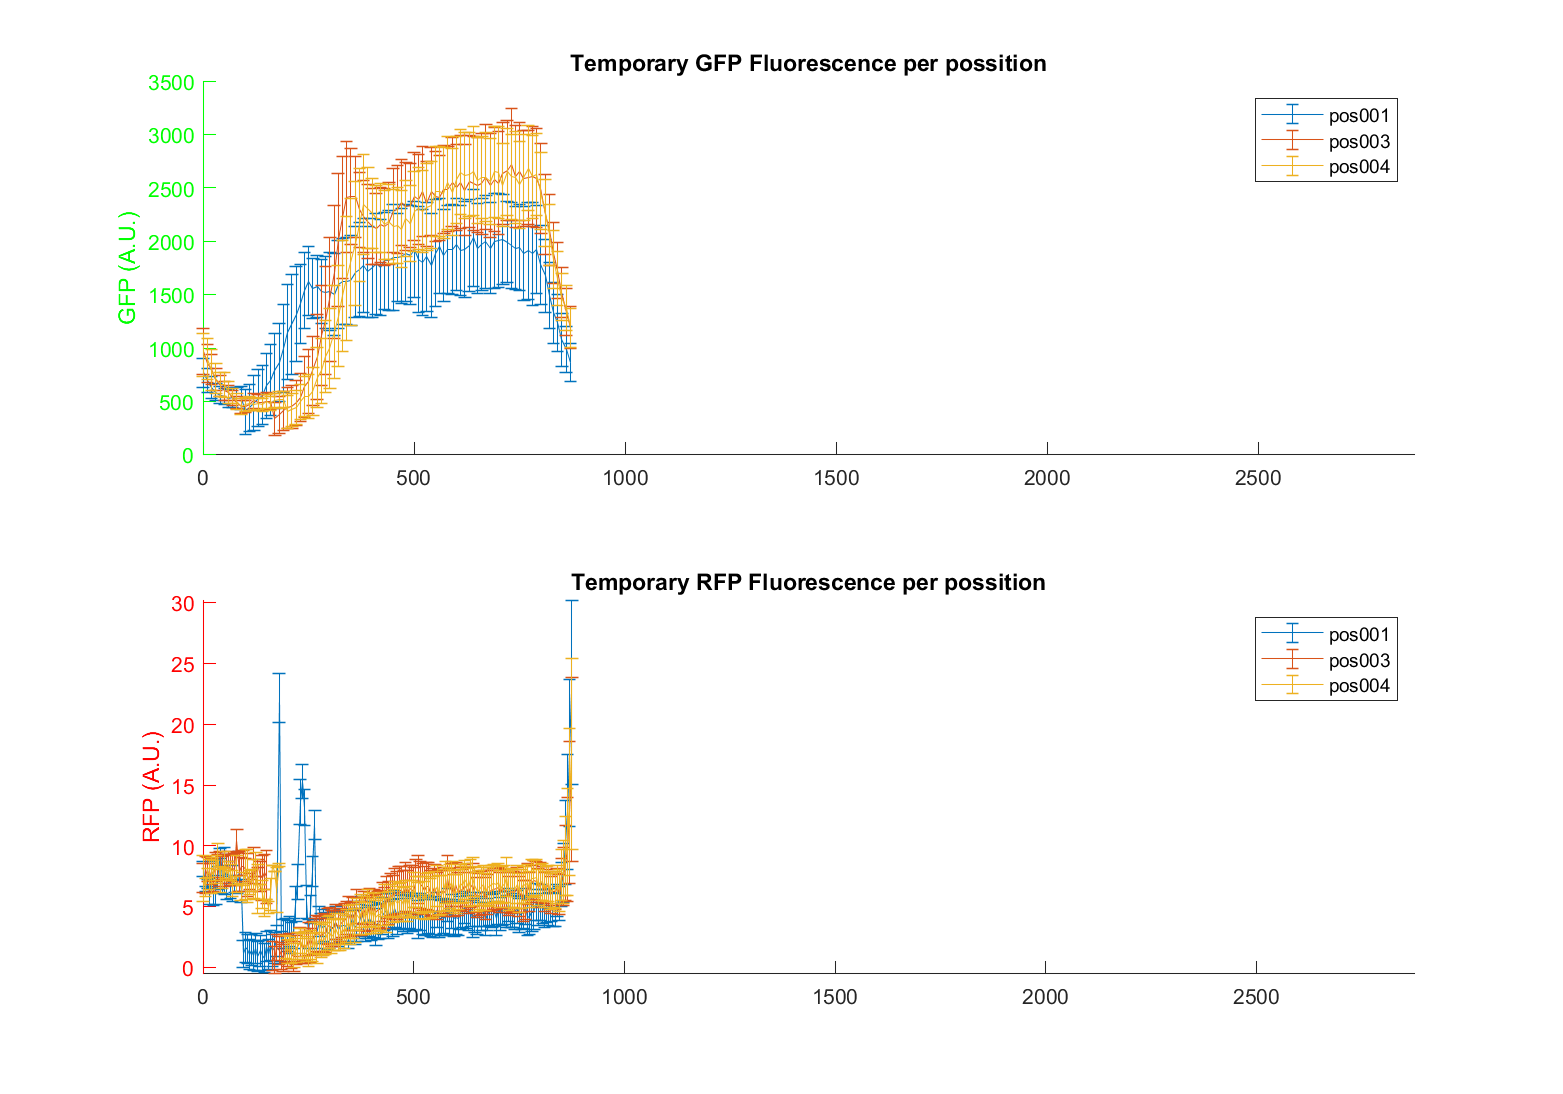 Temporary GFP Fluorescence per possition
GFP (A.U.)
3500
3000
2500
2000
1500
1000
500
0
0 500 1000 1500 2000 2500
pos001
pos003
pos004
Temporary RFP Fluorescence per possition
RFP (A.U.)
30
25
20
15
10
5
0
0 500 1000 1500 2000 2500
pos001
pos003
pos004